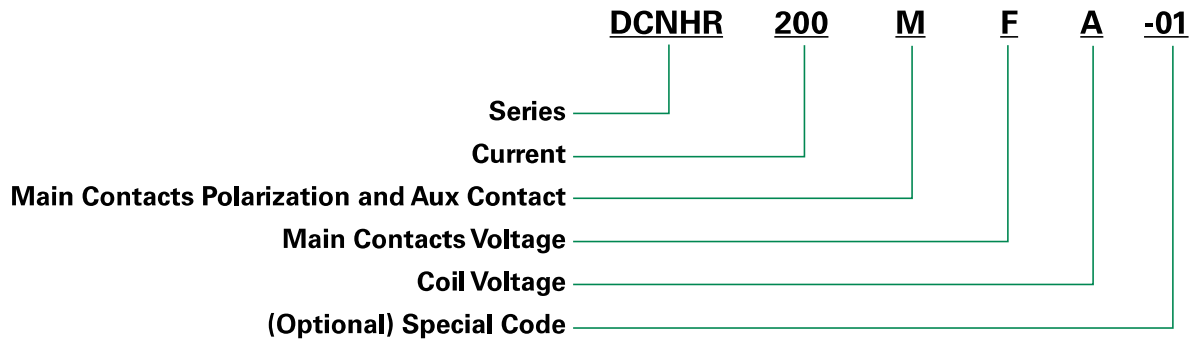 DCNHR 200 M F A -01
Series
Current
Main Contacts Polarization and Aux Contact
Main Contacts Voltage
Coil Voltage
(Optional) Special Code